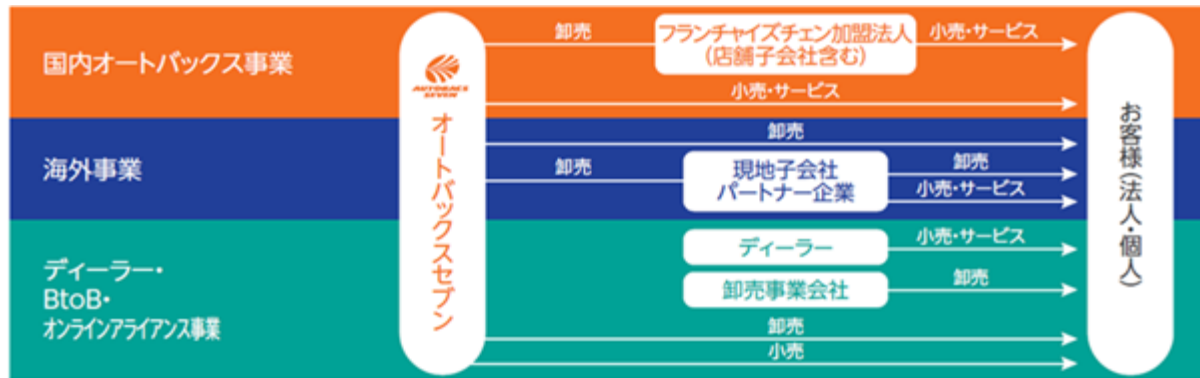 国内オートバックス事業
AUTOBACS
SEVEN
オートバックスセブン
卸売
フランチャイズチェン加盟法人
(店舗子会社含む)
小売・サービス
小売・サービス
海外事業
卸売
卸売
現地子会社
パートナー企業
卸売
小売・サービス
ディーラー・
BtoB・
オンラインアライアンス事業
ディーラー
小売・サービス
卸売事業会社
卸売
卸売
小売
お客様(法人・個人)